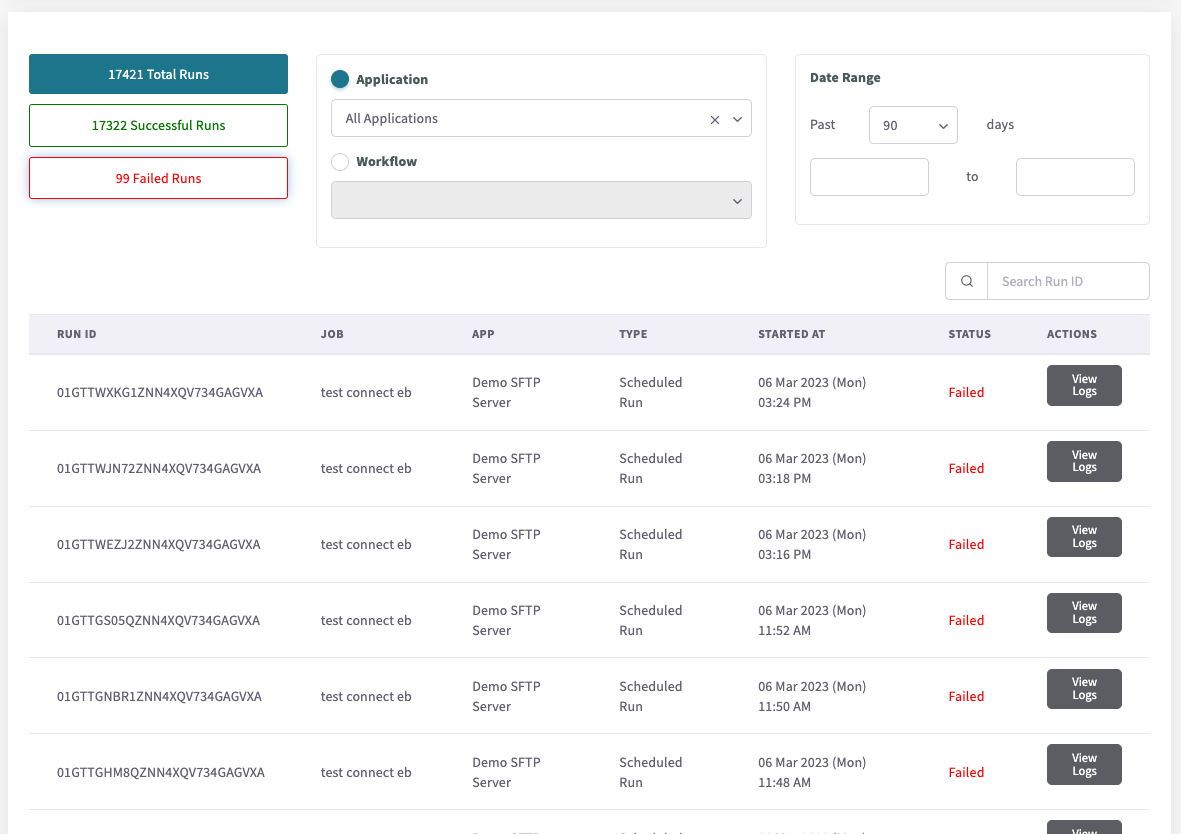 17421 Total Runs
17322 Successful Runs
99 Failed Runs
Application
All Applications
Workflow
Date Range
Past 90 days
to
Search Run ID
RUN ID JOB APP TYPE STARTED AT STATUS ACTIONS
01GTTWXKG1ZNN4XQV734GAGVXA test connect eb Demo SFTP Server Scheduled Run 06 Mar 2023 (Mon) 03:24 PM Failed View Logs
01GTTWJN72ZNN4XQV734GAGVXA test connect eb Demo SFTP Server Scheduled Run 06 Mar 2023 (Mon) 03:18 PM Failed View Logs
01GTTWEZJ2ZNN4XQV734GAGVXA test connect eb Demo SFTP Server Scheduled Run 06 Mar 2023 (Mon) 03:16 PM Failed View Logs
01GTTGS05QZNN4XQV734GAGVXA test connect eb Demo SFTP Server Scheduled Run 06 Mar 2023 (Mon) 11:52 AM Failed View Logs
01GTTGNBR1ZNN4XQV734GAGVXA test connect eb Demo SFTP Server Scheduled Run 06 Mar 2023 (Mon) 11:50 AM Failed View Logs
01GTTGHM8QZNN4XQV734GAGVXA test connect eb Demo SFTP Server Scheduled Run 06 Mar 2023 (Mon) 11:48 AM Failed View Logs
View